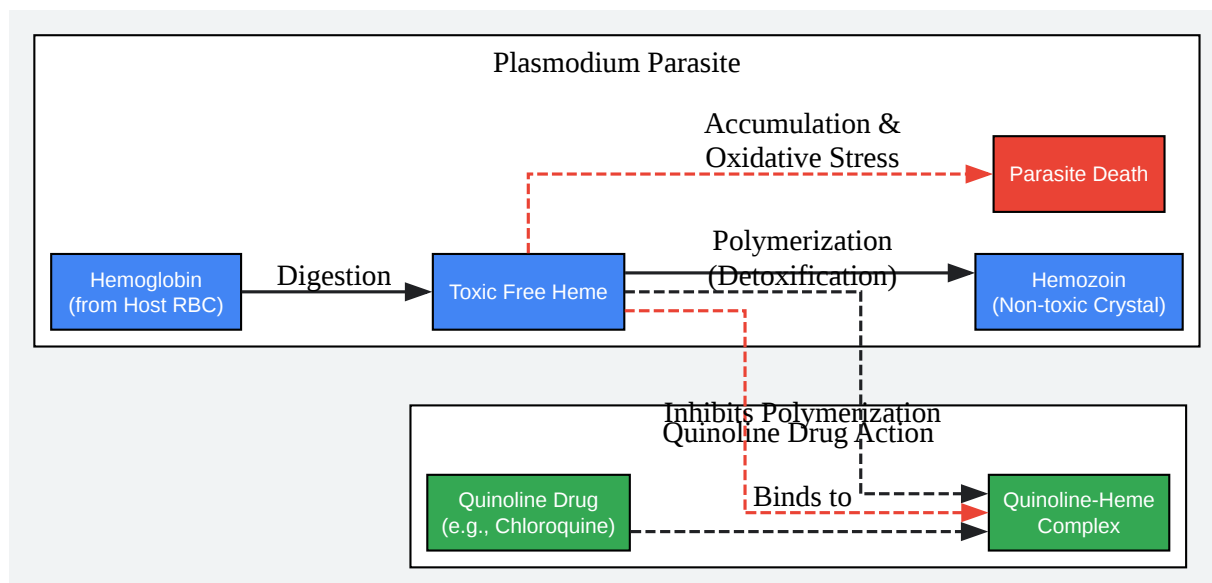 Plasmodium Parasite
Accumulation &
Oxidative Stress
Parasite Death
Polymerization
(Detoxification)
Hemoglobin
(from Host RBC)
Digestion
Toxic Free Heme
Hemozoin
(Non-toxic Crystal)
Inhibits Polymerization
Quinoline Drug Action
Quinoline Drug
(e.g., Chloroquine)
Binds to
Quinoline-Heme
Complex